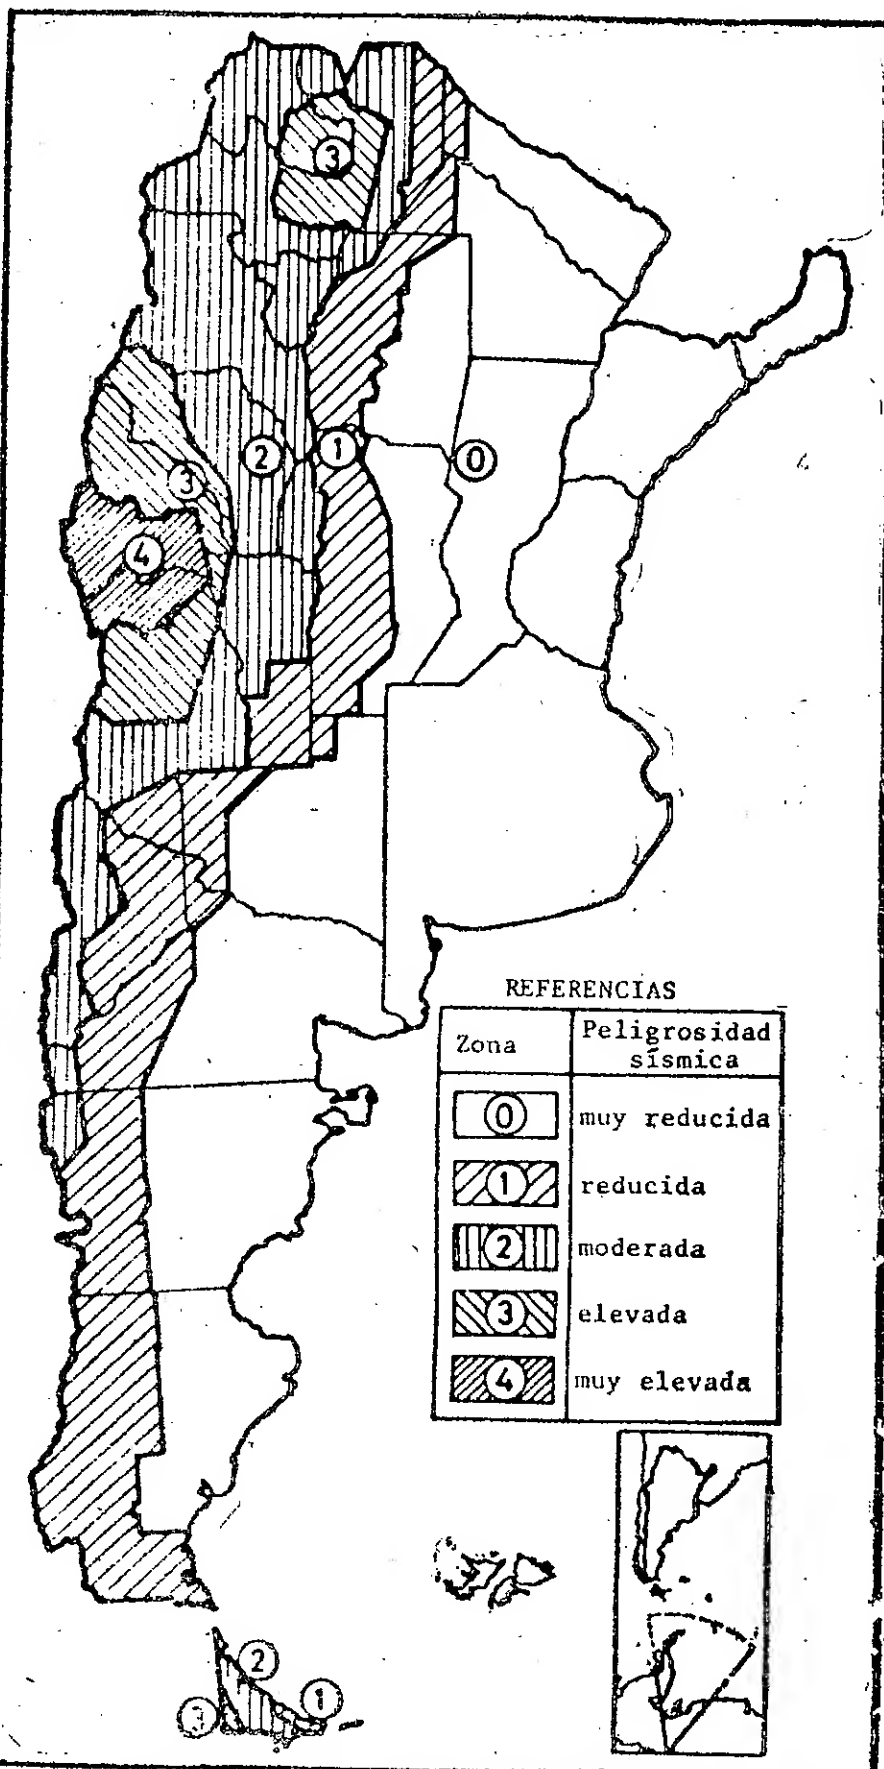 3
3
2
1
0
4
REFERENCIAS
Zona
Peligrosidad
sísmica
0 muy reducida
1 reducida
2 moderada
3 elevada
4 muy elevada
2
1
3